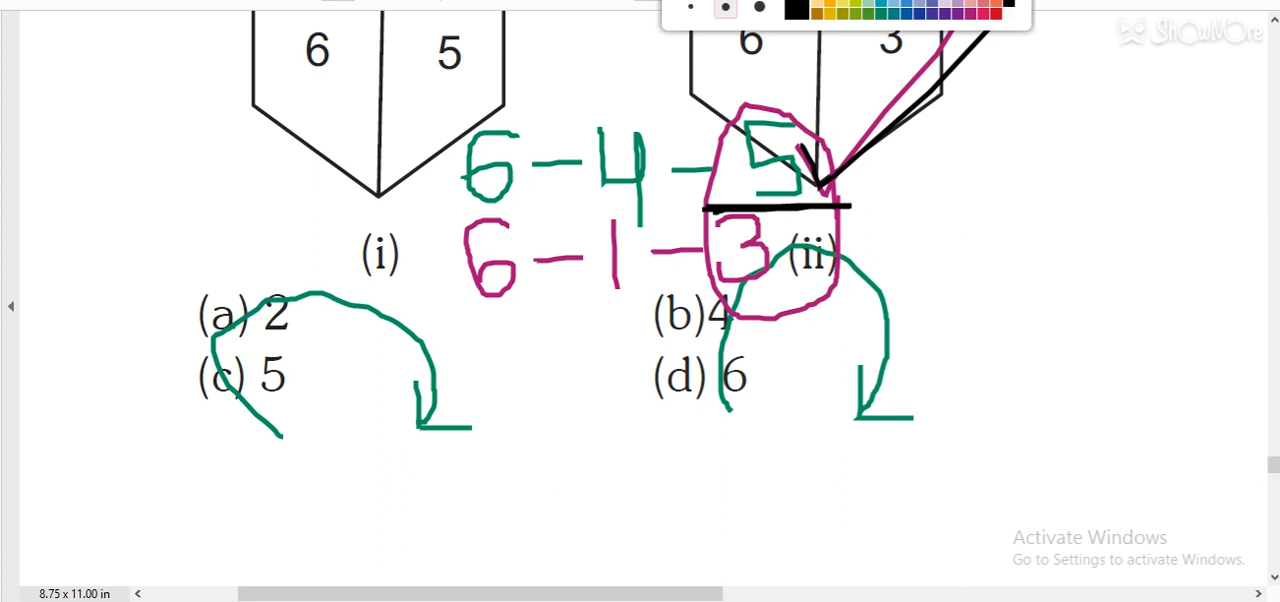 ShowMore
6 5 6 3
6 - 4 - 5
(i) 6 - 1 - 3 (ii)
(a) 2 (b) 4
(c) 5 (d) 6
Activate Windows
Go to Settings to activate Windows.
8.75 x 11.00 in